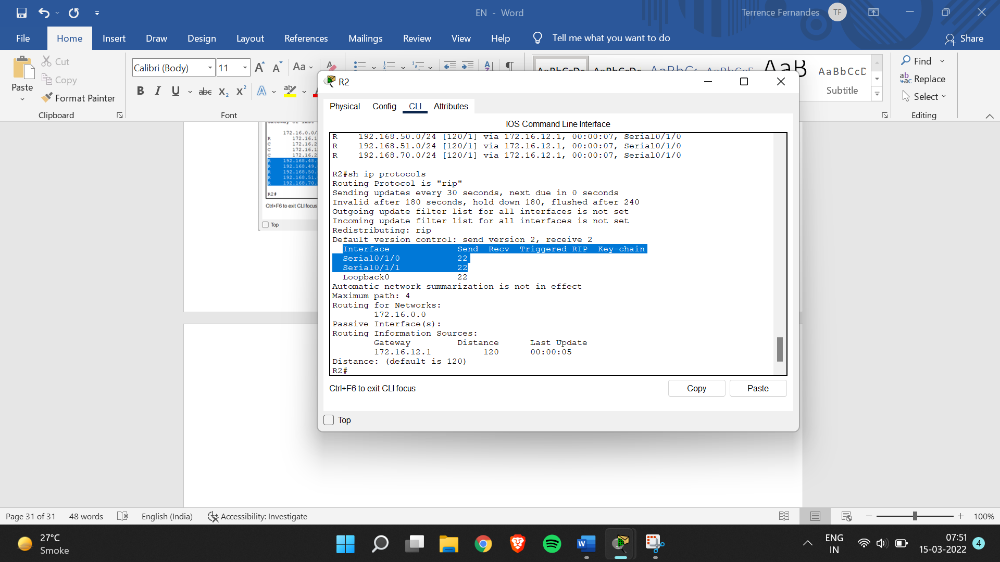 EN - Word
Terrence Fernandes
TF
File
Home
Insert
Draw
Design
Layout
References
Mailings
Review
View
Help
Tell me what you want to do
Share
Paste
Cut
Copy
Format Painter
Clipboard
Calibri (Body)
11
Font
AaB
AaBbCcD
Subtitle
Find
Replace
Select
Editing
172.16.0.0/
R 172.16.1
C 172.16.2
C 172.16.1
C 172.16.2
R 192.168.48.
R 192.168.49.
R 192.168.50.
R 192.168.51.
R 192.168.70.
R2#
Ctrl+F6 to exit CLI focus
Top
R2
Physical
Config
CLI
Attributes
IOS Command Line Interface
R 192.168.50.0/24 [120/1] via 172.16.12.1, 00:00:07, Serial0/1/0
R 192.168.51.0/24 [120/1] via 172.16.12.1, 00:00:07, Serial0/1/0
R 192.168.70.0/24 [120/1] via 172.16.12.1, 00:00:07, Serial0/1/0
R2#sh ip protocols
Routing Protocol is "rip"
Sending updates every 30 seconds, next due in 0 seconds
Invalid after 180 seconds, hold down 180, flushed after 240
Outgoing update filter list for all interfaces is not set
Incoming update filter list for all interfaces is not set
Redistributing: rip
Default version control: send version 2, receive 2
Interface Send Recv Triggered RIP Key-chain
Serial0/1/0 22
Serial0/1/1 22
Loopback0 22
Automatic network summarization is not in effect
Maximum path: 4
Routing for Networks:
172.16.0.0
Passive Interface(s):
Routing Information Sources:
Gateway Distance Last Update
172.16.12.1 120 00:00:05
Distance: (default is 120)
R2#
Ctrl+F6 to exit CLI focus
Copy
Paste
Top
Page 31 of 31
48 words
English (India)
Accessibility: Investigate
100%
27°C
Smoke
ENG
IN
07:51
15-03-2022
4